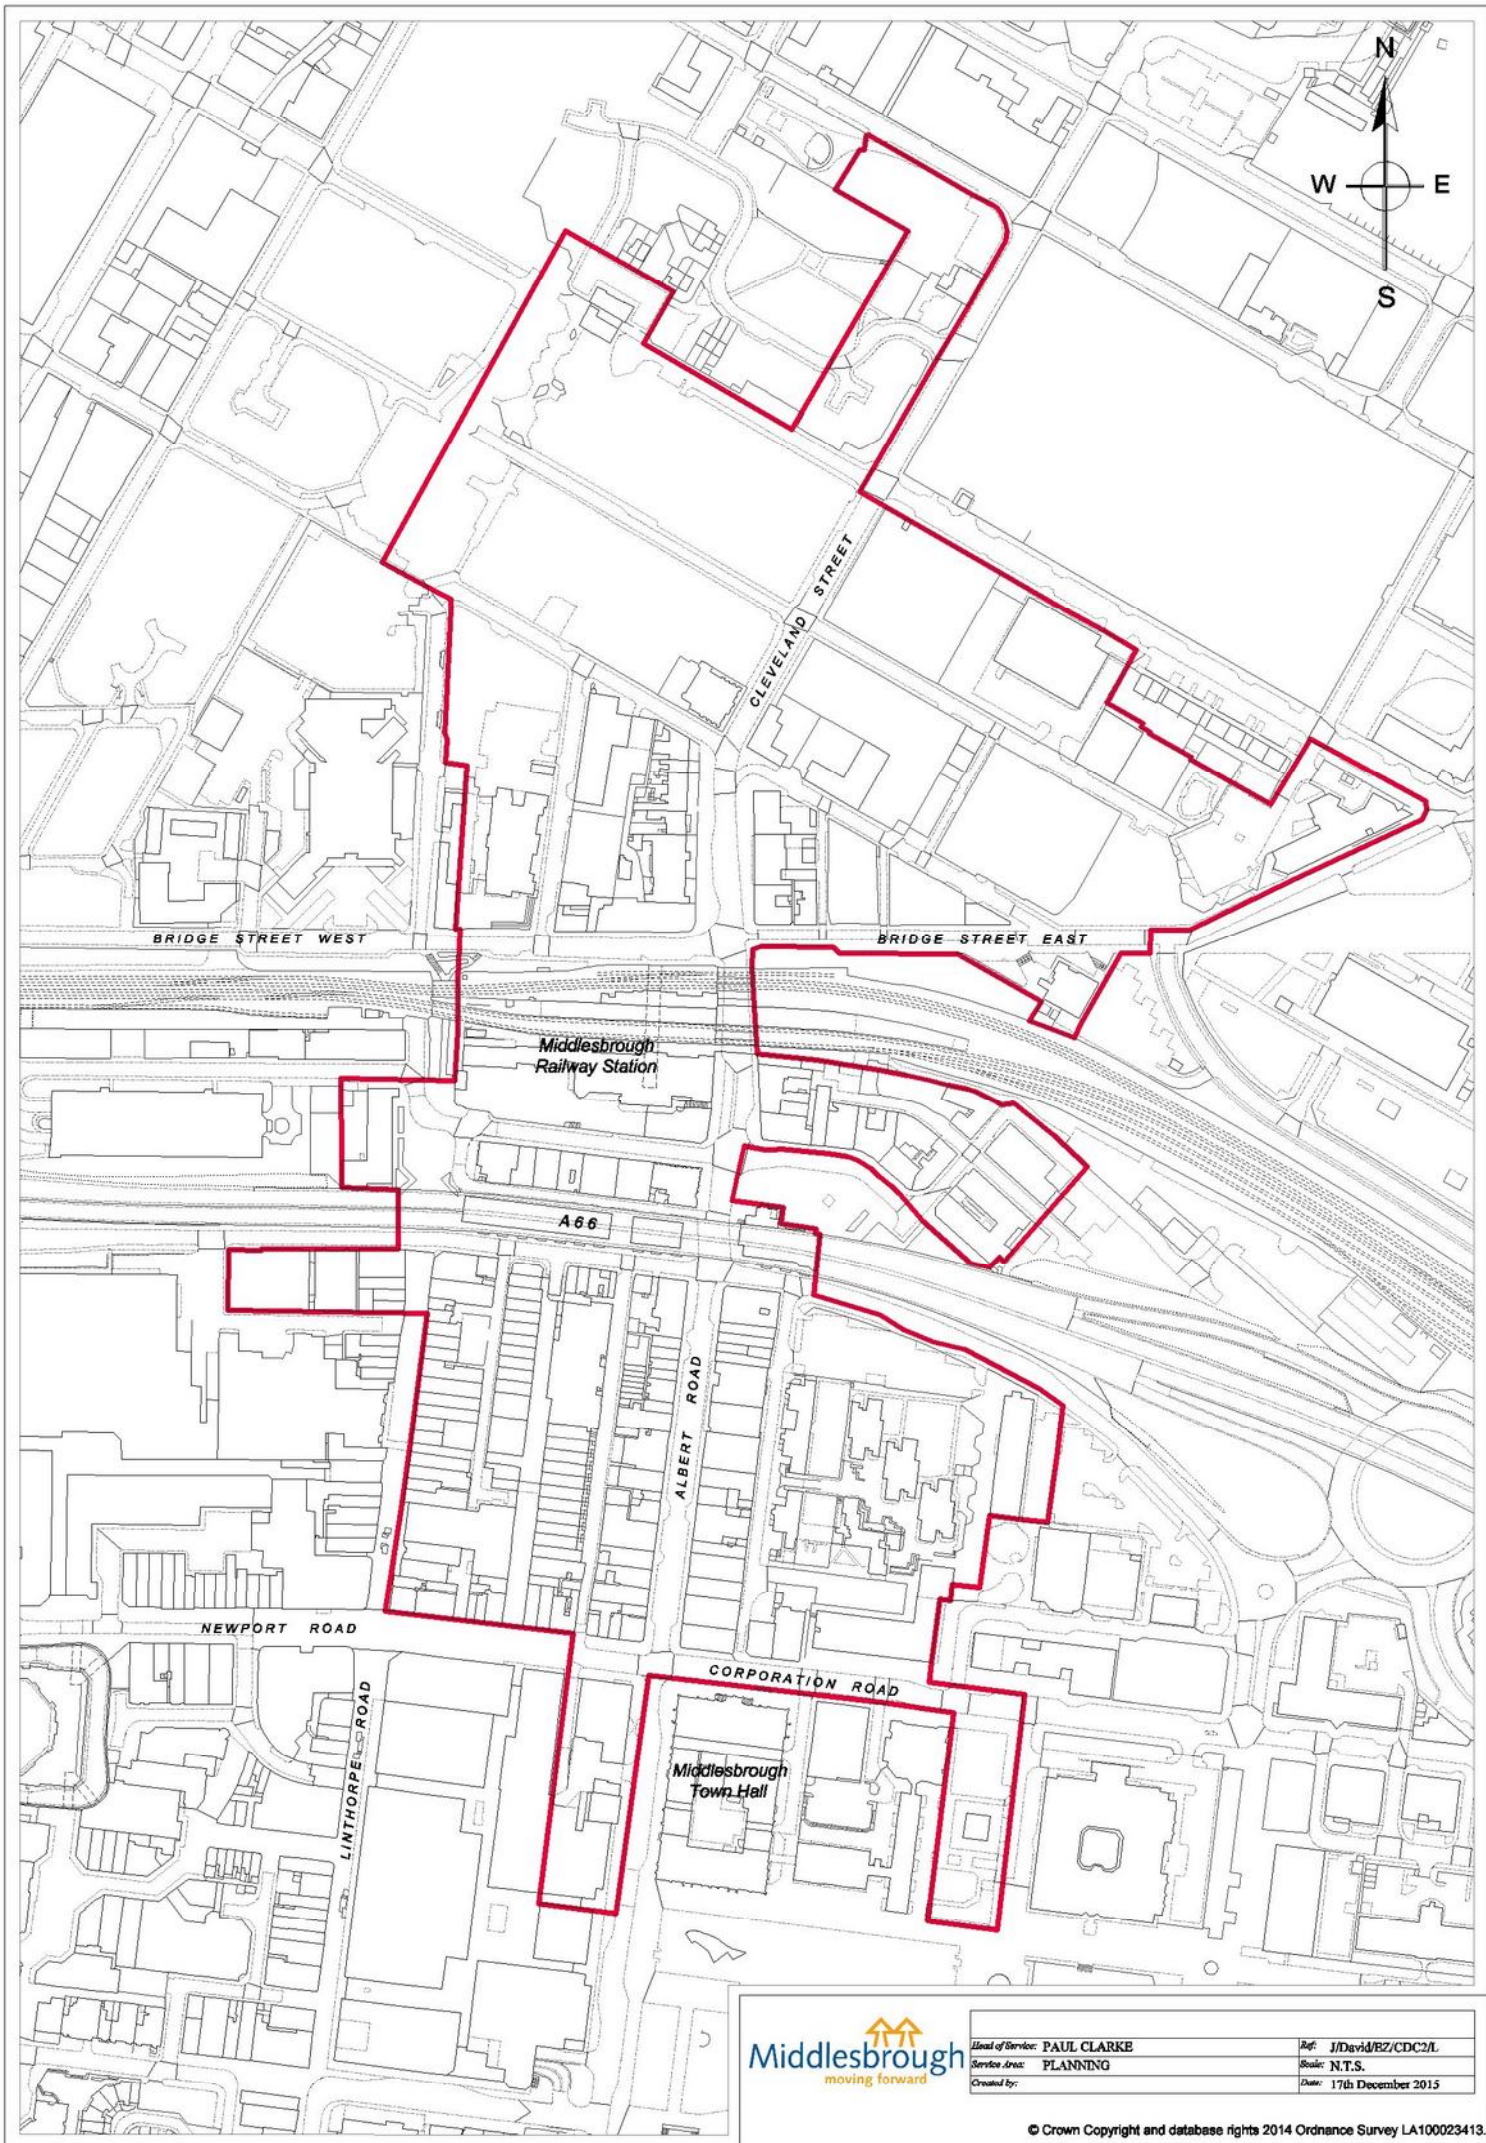 N
W E
S
CLEVELAND STREET
BRIDGE STREET WEST
BRIDGE STREET EAST
Middlesbrough
Railway Station
A66
ALBERT ROAD
NEWPORT ROAD
CORPORATION ROAD
LINTHORPE ROAD
Middlesbrough
Town Hall
Middlesbrough
moving forward
Head of Service: PAUL CLARKE
Ref: J/David/EZ/CDC2/L
Service Area: PLANNING
Scale: N.T.S.
Created by:
Date: 17th December 2015
© Crown Copyright and database rights 2014 Ordnance Survey LA100023413.